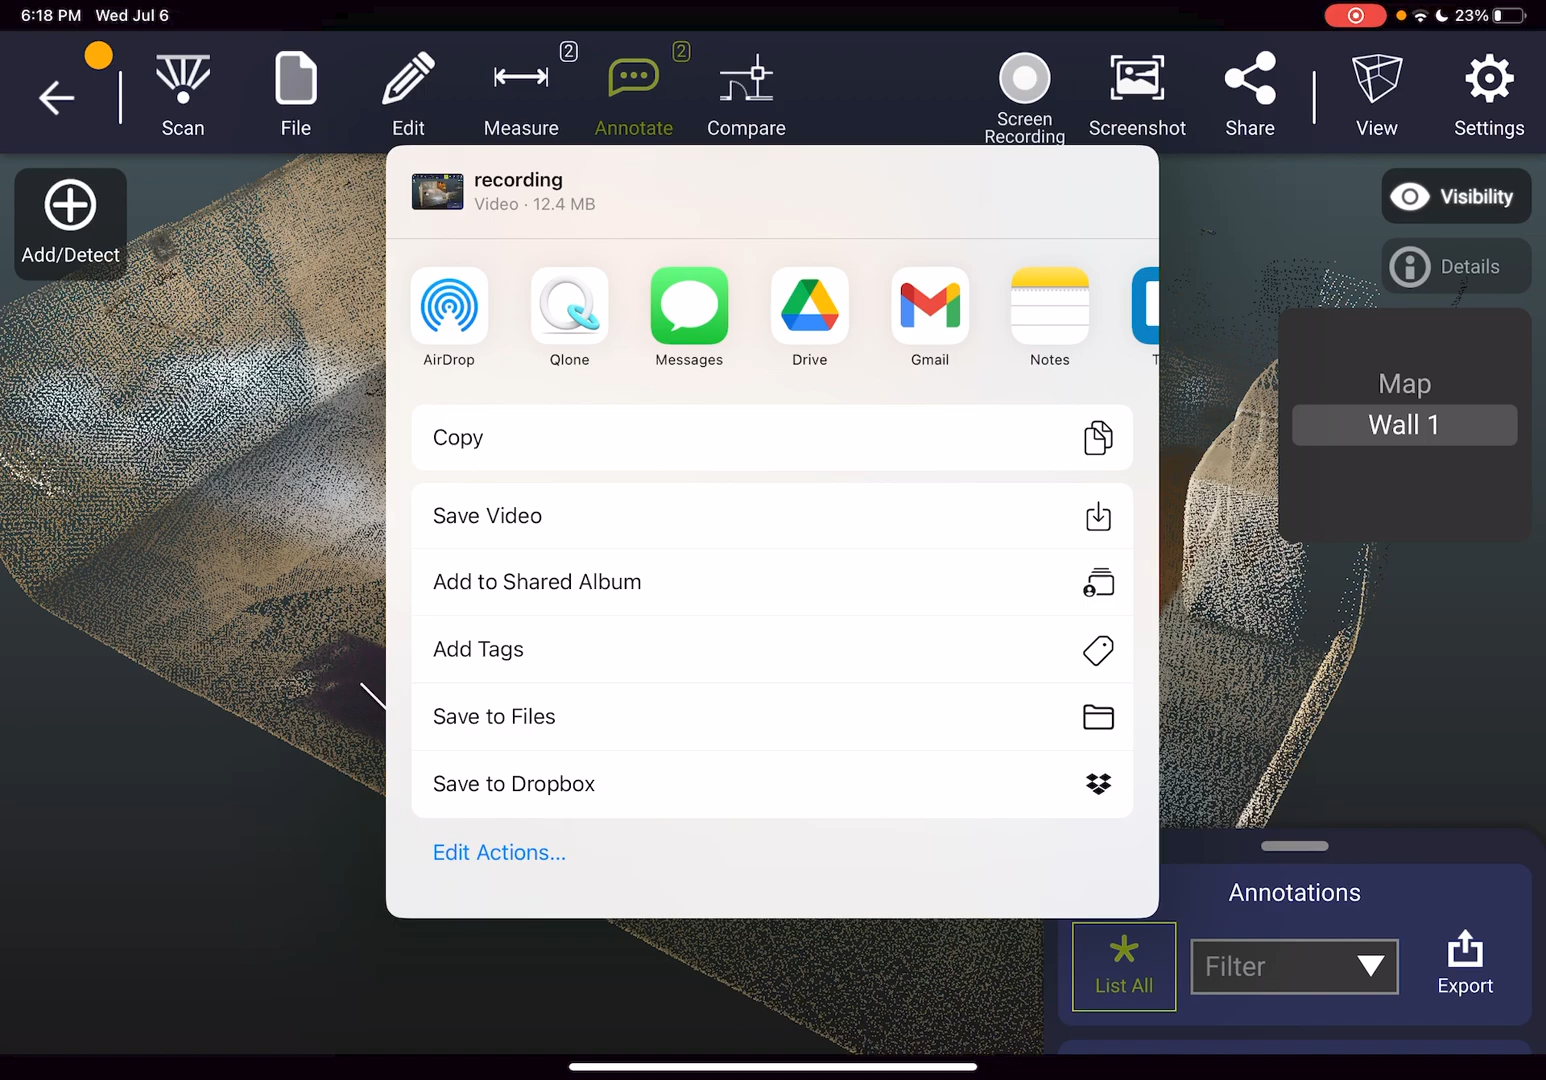 6:18 PM Wed Jul 6
23%
Scan
File
Edit
2
Measure
2
Annotate
Compare
Screen
Recording
Screenshot
Share
View
Settings
Add/Detect
Visibility
Details
Map
Wall 1
recording
Video · 12.4 MB
AirDrop
Qlone
Messages
Drive
Gmail
Notes
T
Copy
Save Video
Add to Shared Album
Add Tags
Save to Files
Save to Dropbox
Edit Actions...
Annotations
List All
Filter
Export